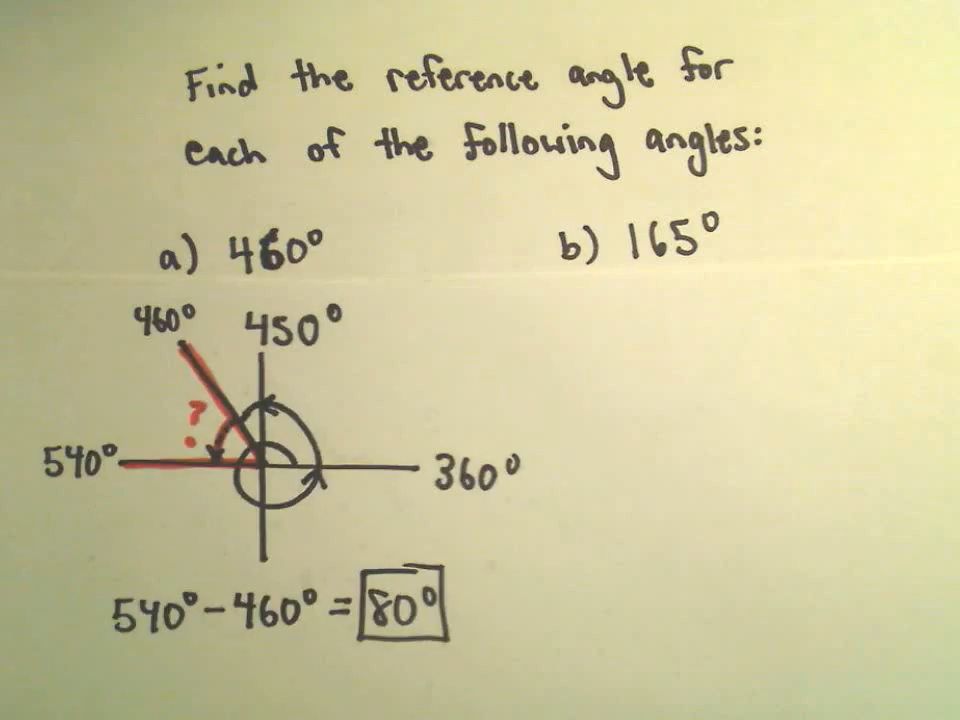 Find the reference angle for
each of the following angles:
a) 460° b) 165°
460° 450°
?
540° 360°
540° - 460° = 80°